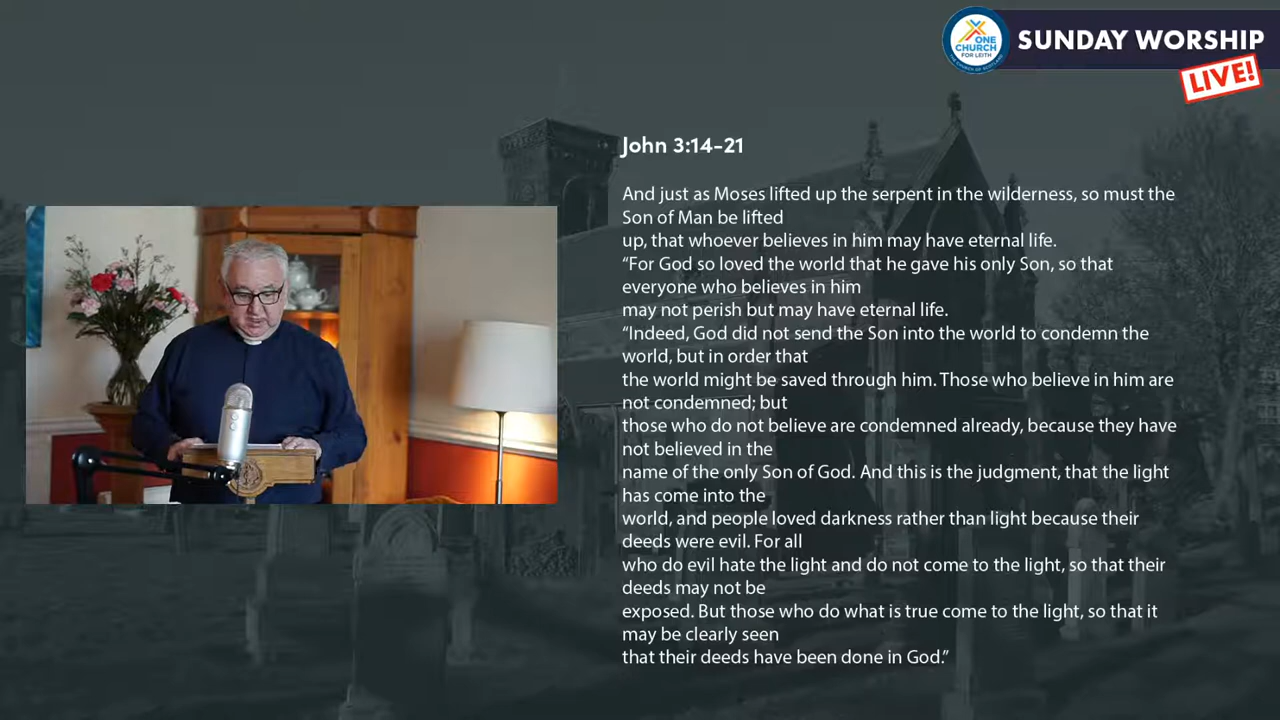 ONE
CHURCH
FOR LEITH
THE CHURCH OF SCOTLAND
SUNDAY WORSHIP
LIVE!
John 3:14-21
And just as Moses lifted up the serpent in the wilderness, so must the
Son of Man be lifted
up, that whoever believes in him may have eternal life.
“For God so loved the world that he gave his only Son, so that
everyone who believes in him
may not perish but may have eternal life.
“Indeed, God did not send the Son into the world to condemn the
world, but in order that
the world might be saved through him. Those who believe in him are
not condemned; but
those who do not believe are condemned already, because they have
not believed in the
name of the only Son of God. And this is the judgment, that the light
has come into the
world, and people loved darkness rather than light because their
deeds were evil. For all
who do evil hate the light and do not come to the light, so that their
deeds may not be
exposed. But those who do what is true come to the light, so that it
may be clearly seen
that their deeds have been done in God.”